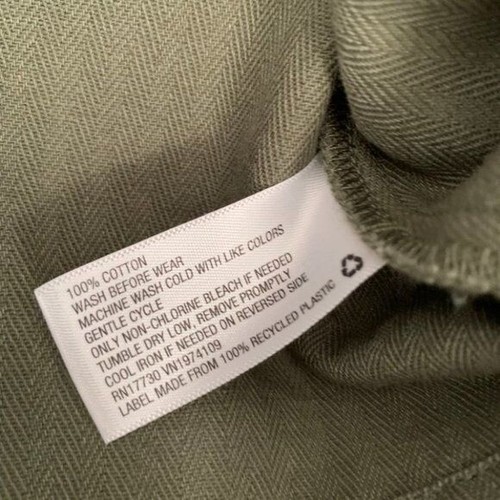 100% COTTON
WASH BEFORE WEAR
MACHINE WASH COLD WITH LIKE COLORS
GENTLE CYCLE
ONLY NON-CHLORINE BLEACH IF NEEDED
TUMBLE DRY LOW, REMOVE PROMPTLY
COOL IRON IF NEEDED ON REVERSED SIDE
RN17730 VN1974109
LABEL MADE FROM 100% RECYCLED PLASTIC